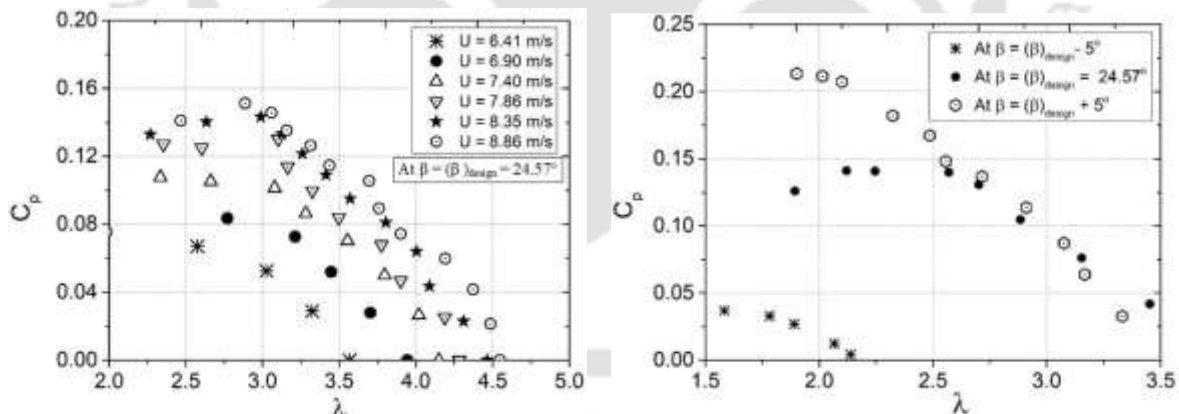 0.20
0.16
0.12
0.08
0.04
0.00
C_p
2.0 2.5 3.0 3.5 4.0 4.5 5.0
λ
U = 6.41 m/s
U = 6.90 m/s
U = 7.40 m/s
U = 7.86 m/s
U = 8.35 m/s
U = 8.86 m/s
At β = (β)design = 24.57°
0.25
0.20
0.15
0.10
0.05
0.00
C_p
1.5 2.0 2.5 3.0 3.5
λ
At β = (β)design - 5°
At β = (β)design = 24.57°
At β = (β)design + 5°